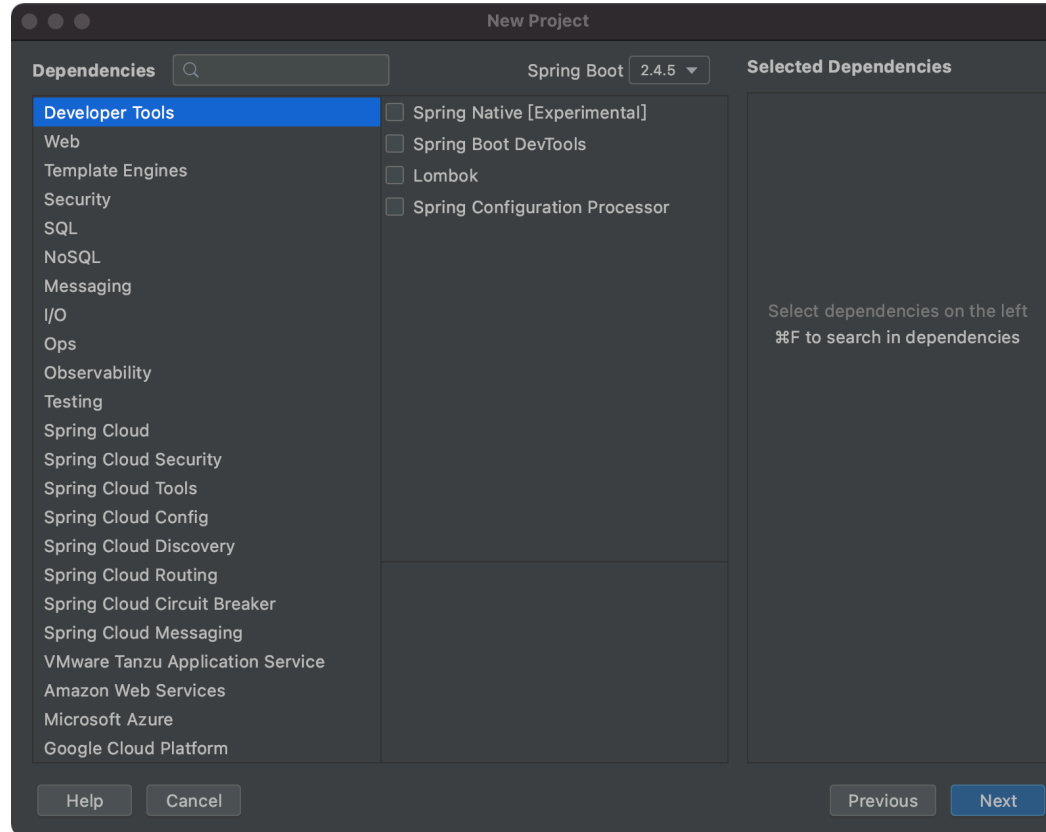 New Project
Dependencies
Spring Boot 2.4.5
Selected Dependencies
Developer Tools
Web
Template Engines
Security
SQL
NoSQL
Messaging
I/O
Ops
Observability
Testing
Spring Cloud
Spring Cloud Security
Spring Cloud Tools
Spring Cloud Config
Spring Cloud Discovery
Spring Cloud Routing
Spring Cloud Circuit Breaker
Spring Cloud Messaging
VMware Tanzu Application Service
Amazon Web Services
Microsoft Azure
Google Cloud Platform
Spring Native [Experimental]
Spring Boot DevTools
Lombok
Spring Configuration Processor
Select dependencies on the left
⌘F to search in dependencies
Help
Cancel
Previous
Next